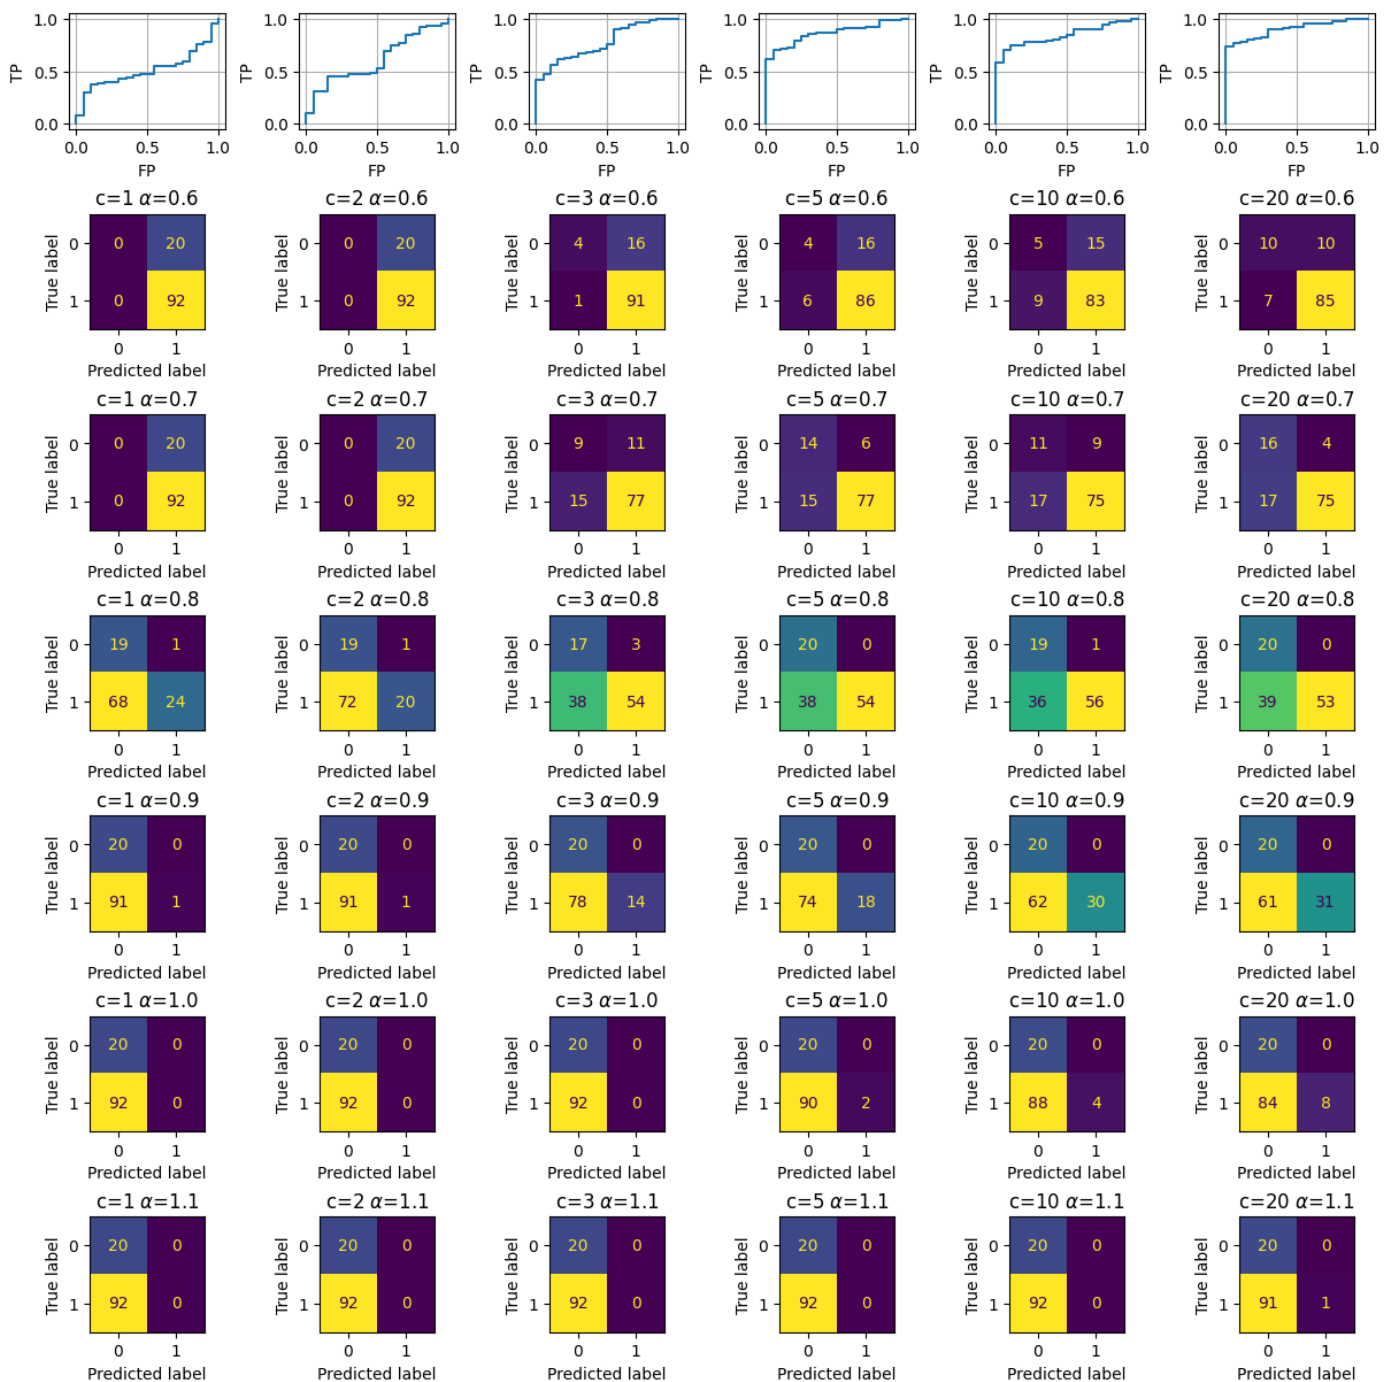 1.0 1.0 1.0 1.0 1.0 1.0
TP 0.5 TP 0.5 TP 0.5 TP 0.5 TP 0.5 TP 0.5
0.0 0.0 0.0 0.0 0.0 0.0
0.0 0.5 1.0 0.0 0.5 1.0 0.0 0.5 1.0 0.0 0.5 1.0 0.0 0.5 1.0 0.0 0.5 1.0
FP FP FP FP FP FP
c=1 α=0.6 c=2 α=0.6 c=3 α=0.6 c=5 α=0.6 c=10 α=0.6 c=20 α=0.6
0 0 20 0 0 20 0 4 16 0 4 16 0 5 15 0 10 10
True label True label True label True label True label True label
1 0 92 1 0 92 1 1 91 1 6 86 1 9 83 1 7 85
0 1 0 1 0 1 0 1 0 1 0 1
Predicted label Predicted label Predicted label Predicted label Predicted label Predicted label
c=1 α=0.7 c=2 α=0.7 c=3 α=0.7 c=5 α=0.7 c=10 α=0.7 c=20 α=0.7
0 0 20 0 0 20 0 9 11 0 14 6 0 11 9 0 16 4
True label True label True label True label True label True label
1 0 92 1 0 92 1 15 77 1 15 77 1 17 75 1 17 75
0 1 0 1 0 1 0 1 0 1 0 1
Predicted label Predicted label Predicted label Predicted label Predicted label Predicted label
c=1 α=0.8 c=2 α=0.8 c=3 α=0.8 c=5 α=0.8 c=10 α=0.8 c=20 α=0.8
0 19 1 0 19 1 0 17 3 0 20 0 0 19 1 0 20 0
True label True label True label True label True label True label
1 68 24 1 72 20 1 38 54 1 38 54 1 36 56 1 39 53
0 1 0 1 0 1 0 1 0 1 0 1
Predicted label Predicted label Predicted label Predicted label Predicted label Predicted label
c=1 α=0.9 c=2 α=0.9 c=3 α=0.9 c=5 α=0.9 c=10 α=0.9 c=20 α=0.9
0 20 0 0 20 0 0 20 0 0 20 0 0 20 0 0 20 0
True label True label True label True label True label True label
1 91 1 1 91 1 1 78 14 1 74 18 1 62 30 1 61 31
0 1 0 1 0 1 0 1 0 1 0 1
Predicted label Predicted label Predicted label Predicted label Predicted label Predicted label
c=1 α=1.0 c=2 α=1.0 c=3 α=1.0 c=5 α=1.0 c=10 α=1.0 c=20 α=1.0
0 20 0 0 20 0 0 20 0 0 20 0 0 20 0 0 20 0
True label True label True label True label True label True label
1 92 0 1 92 0 1 92 0 1 90 2 1 88 4 1 84 8
0 1 0 1 0 1 0 1 0 1 0 1
Predicted label Predicted label Predicted label Predicted label Predicted label Predicted label
c=1 α=1.1 c=2 α=1.1 c=3 α=1.1 c=5 α=1.1 c=10 α=1.1 c=20 α=1.1
0 20 0 0 20 0 0 20 0 0 20 0 0 20 0 0 20 0
True label True label True label True label True label True label
1 92 0 1 92 0 1 92 0 1 92 0 1 92 0 1 91 1
0 1 0 1 0 1 0 1 0 1 0 1
Predicted label Predicted label Predicted label Predicted label Predicted label Predicted label